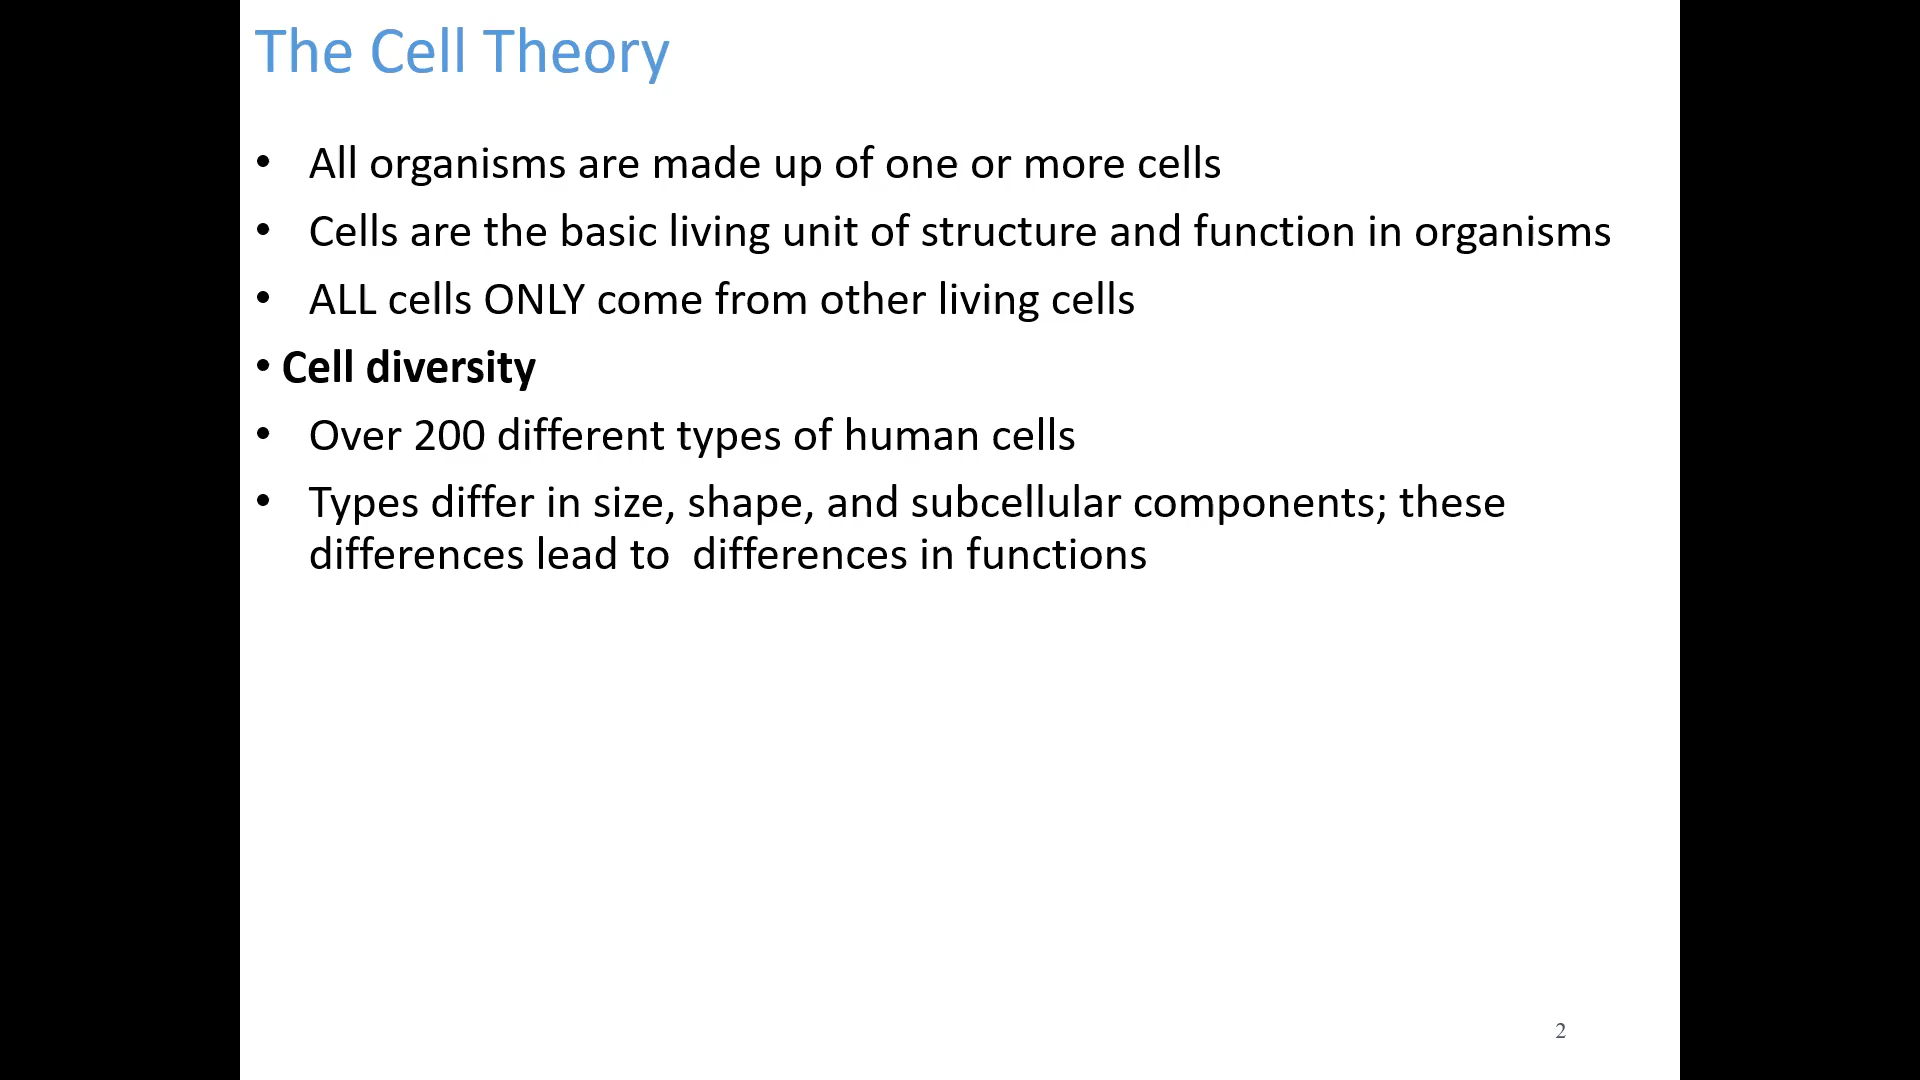 The Cell Theory
• All organisms are made up of one or more cells
• Cells are the basic living unit of structure and function in organisms
• ALL cells ONLY come from other living cells
• Cell diversity
• Over 200 different types of human cells
• Types differ in size, shape, and subcellular components; these
differences lead to  differences in functions
2